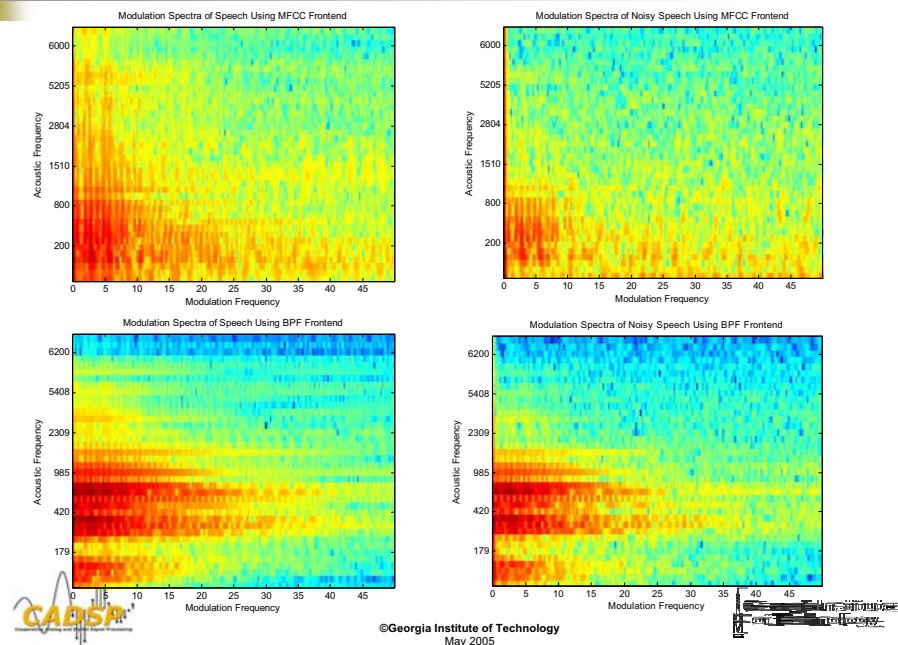 Modulation Spectra of Speech Using MFCC Frontend
Acoustic Frequency
6000
5205
2804
1510
800
200
0 5 10 15 20 25 30 35 40 45
Modulation Frequency
Modulation Spectra of Noisy Speech Using MFCC Frontend
Acoustic Frequency
6000
5205
2804
1510
800
200
0 5 10 15 20 25 30 35 40 45
Modulation Frequency
Modulation Spectra of Speech Using BPF Frontend
Acoustic Frequency
6200
5408
2309
985
420
179
0 5 10 15 20 25 30 35 40 45
Modulation Frequency
Modulation Spectra of Noisy Speech Using BPF Frontend
Acoustic Frequency
6200
5408
2309
985
420
179
0 5 10 15 20 25 30 35 40 45
Modulation Frequency
CADSP
©Georgia Institute of Technology
May 2005